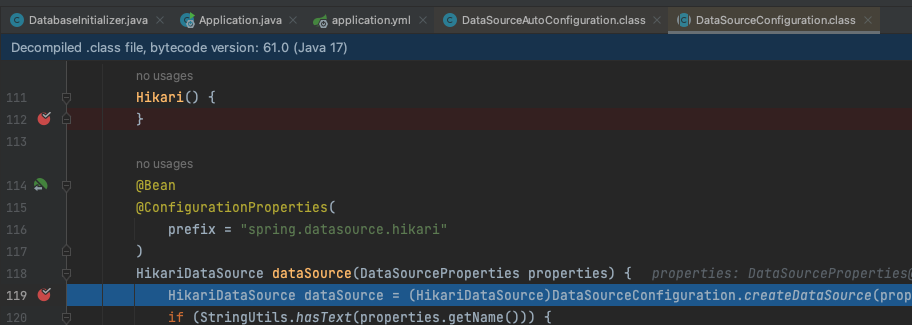 DatabaseInitializer.java Application.java application.yml DataSourceAutoConfiguration.class DataSourceConfiguration.class
Decompiled .class file, bytecode version: 61.0 (Java 17)
no usages
111 Hikari() {
112 }
113
no usages
114 @Bean
115 @ConfigurationProperties(
116 prefix = "spring.datasource.hikari"
117 )
118 HikariDataSource dataSource(DataSourceProperties properties) { properties: DataSourceProperties@
119 HikariDataSource dataSource = (HikariDataSource)DataSourceConfiguration.createDataSource(prop
120 if (StringUtils.hasText(properties.getName())) {